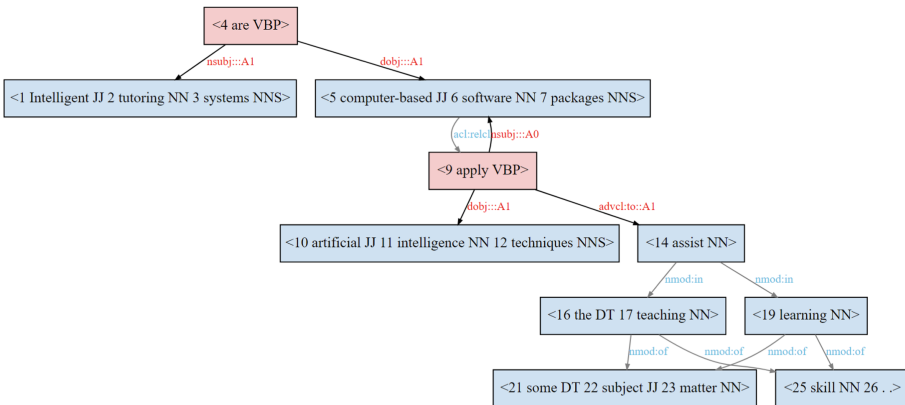 <4 are VBP>
nsubj:::A1 dobj:::A1
<1 Intelligent JJ 2 tutoring NN 3 systems NNS> <5 computer-based JJ 6 software NN 7 packages NNS>
acl:relcl nsubj:::A0
<9 apply VBP>
dobj:::A1 advcl:to::A1
<10 artificial JJ 11 intelligence NN 12 techniques NNS> <14 assist NN>
nmod:in nmod:in
<16 the DT 17 teaching NN> <19 learning NN>
nmod:of nmod:of nmod:of nmod:of
<21 some DT 22 subject JJ 23 matter NN> <25 skill NN 26 . .>